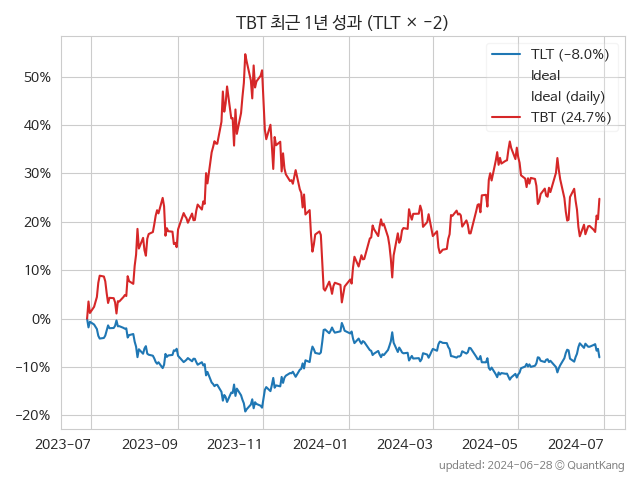 TBT 최근 1년 성과 (TLT × −2)
TLT (−8.0%)
Ideal
Ideal (daily)
TBT (24.7%)
50%
40%
30%
20%
10%
0%
−10%
−20%
2023−07 2023−09 2023−11 2024−01 2024−03 2024−05 2024−07
updated: 2024−06−28 ⓒ QuantKang